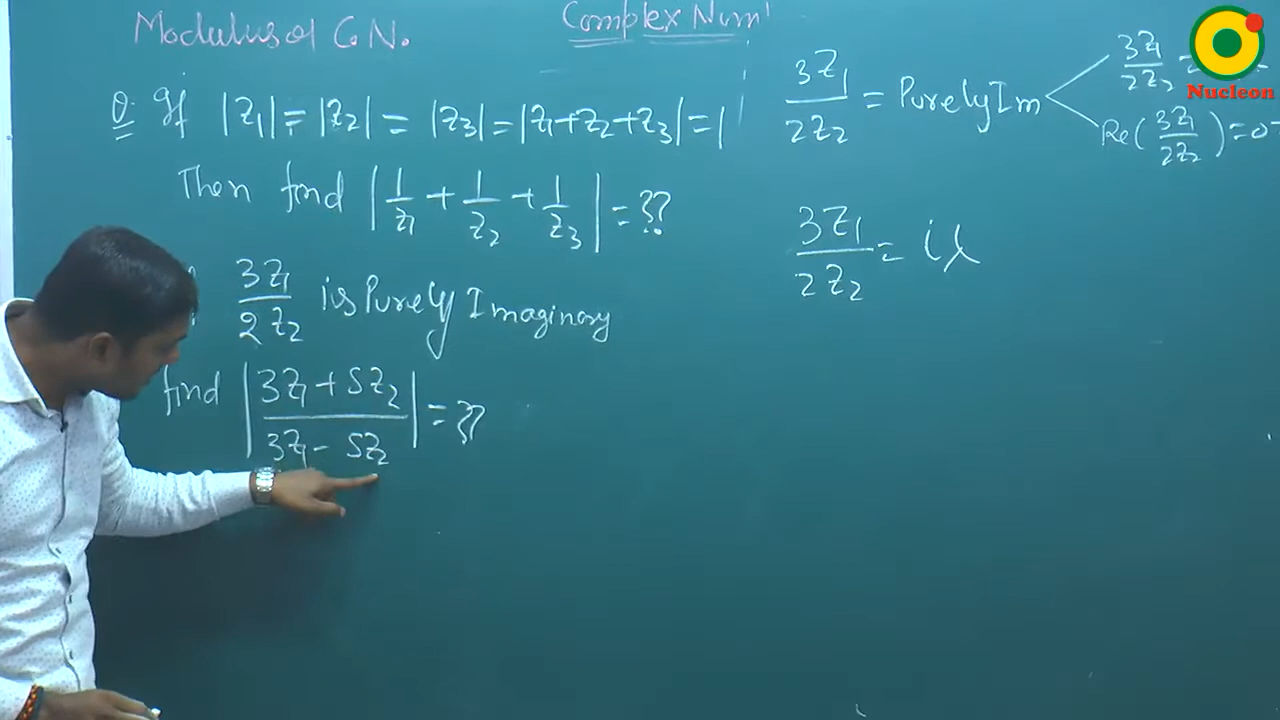 Modulus of C.N.
Complex Num
Q. If |z1| = |z2| = |z3| = |z1+z2+z3| = 1
Then find |1/z1 + 1/z2 + 1/z3| = ??
3z1/2z2 is Purely Imaginary
find |3z1 + 5z2 / 3z1 - 5z2| = ??
3z1/2z2 = Purely Im
3z1/2z2
Re(3z1/2z2) = 0
3z1/2z2 = iλ
Nucleon